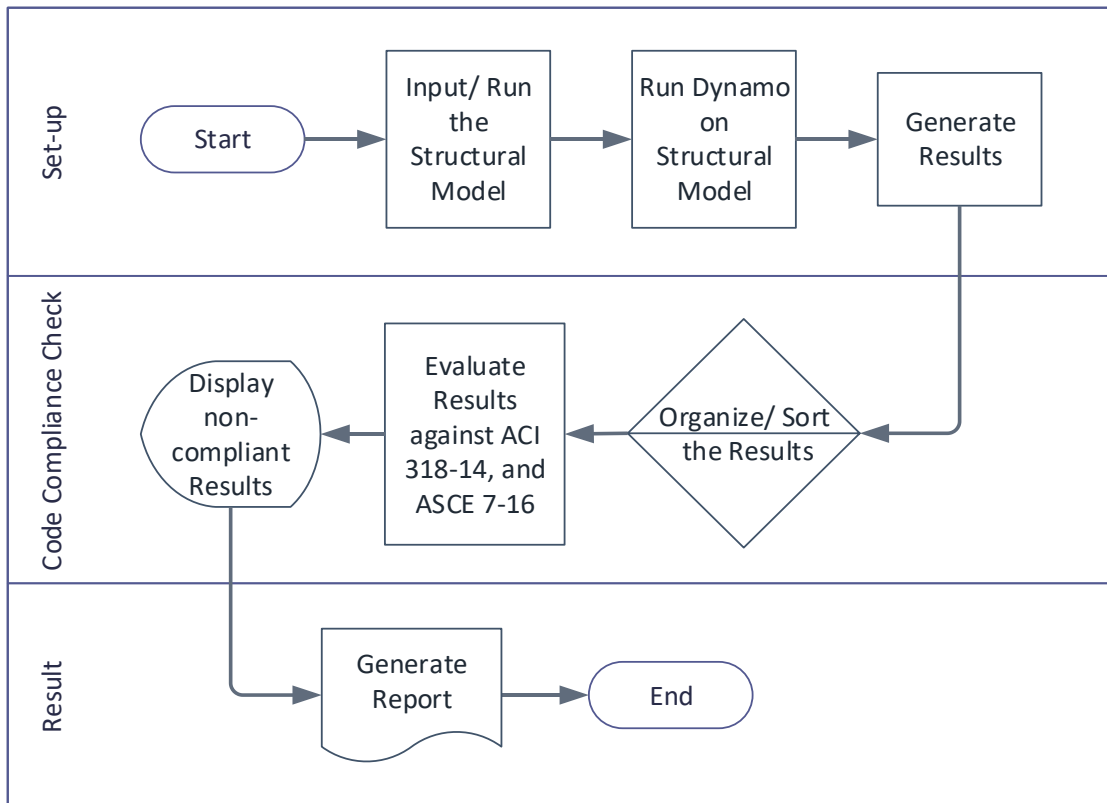 Set-up
Start
Input/ Run
the
Structural
Model
Run Dynamo
on
Structural
Model
Generate
Results
Code Compliance Check
Organize/ Sort
the Results
Evaluate
Results
against ACI
318-14, and
ASCE 7-16
Display
non-
compliant
Results
Result
Generate
Report
End